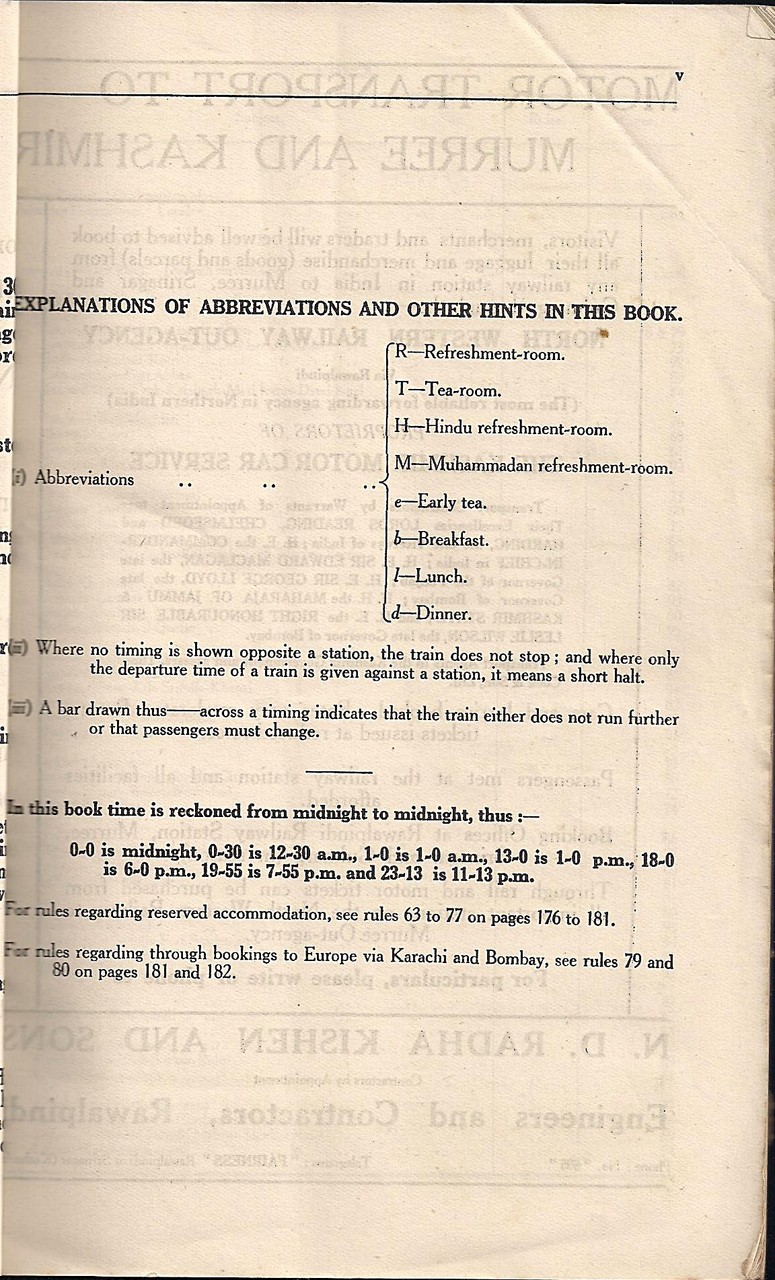 v
EXPLANATIONS OF ABBREVIATIONS AND OTHER HINTS IN THIS BOOK.
R—Refreshment-room.
T—Tea-room.
H—Hindu refreshment-room.
M—Muhammadan refreshment-room.
(i) Abbreviations .. .. ..
e—Early tea.
b—Breakfast.
l—Lunch.
d—Dinner.
(ii) Where no timing is shown opposite a station, the train does not stop ; and where only
the departure time of a train is given against a station, it means a short halt.
(iii) A bar drawn thus——across a timing indicates that the train either does not run further
or that passengers must change.
In this book time is reckoned from midnight to midnight, thus :—
0-0 is midnight, 0-30 is 12-30 a.m., 1-0 is 1-0 a.m., 13-0 is 1-0 p.m., 18-0
is 6-0 p.m., 19-55 is 7-55 p.m. and 23-13 is 11-13 p.m.
For rules regarding reserved accommodation, see rules 63 to 77 on pages 176 to 181.
For rules regarding through bookings to Europe via Karachi and Bombay, see rules 79 and
80 on pages 181 and 182.